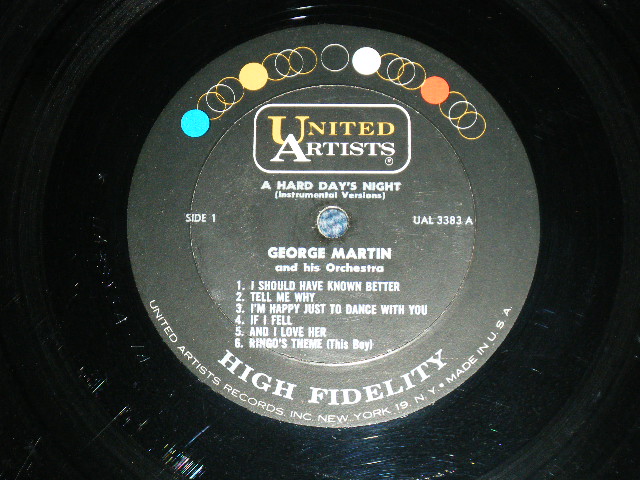 UNITED
ARTISTS
®
A HARD DAY'S NIGHT
(Instrumental Versions)
SIDE 1
UAL 3383 A
GEORGE MARTIN
and his Orchestra
1. I SHOULD HAVE KNOWN BETTER
2. TELL ME WHY
3. I'M HAPPY JUST TO DANCE WITH YOU
4. IF I FELL
5. AND I LOVE HER
6. RINGO'S THEME (This Boy)
HIGH FIDELITY
UNITED ARTISTS RECORDS, INC. NEW YORK 19, N.Y. • MADE IN U.S.A.